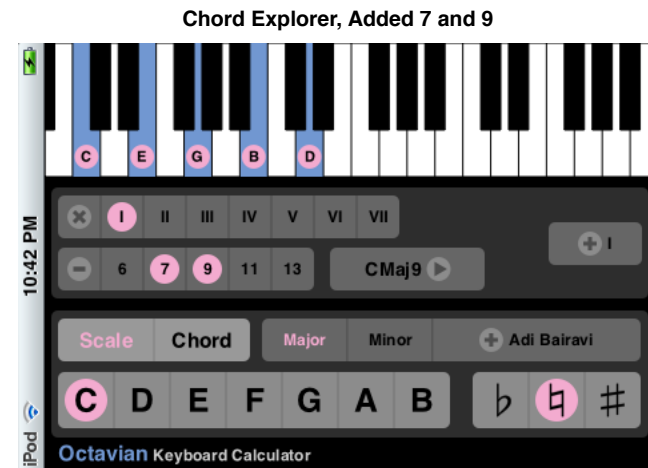 Chord Explorer, Added 7 and 9
iPod 10:42 PM
C E G B D
I II III IV V VI VII
I
6 7 9 11 13 CMaj9
Scale Chord Major Minor Adi Bairavi
C D E F G A B ♭ ♮ ♯
Octavian Keyboard Calculator